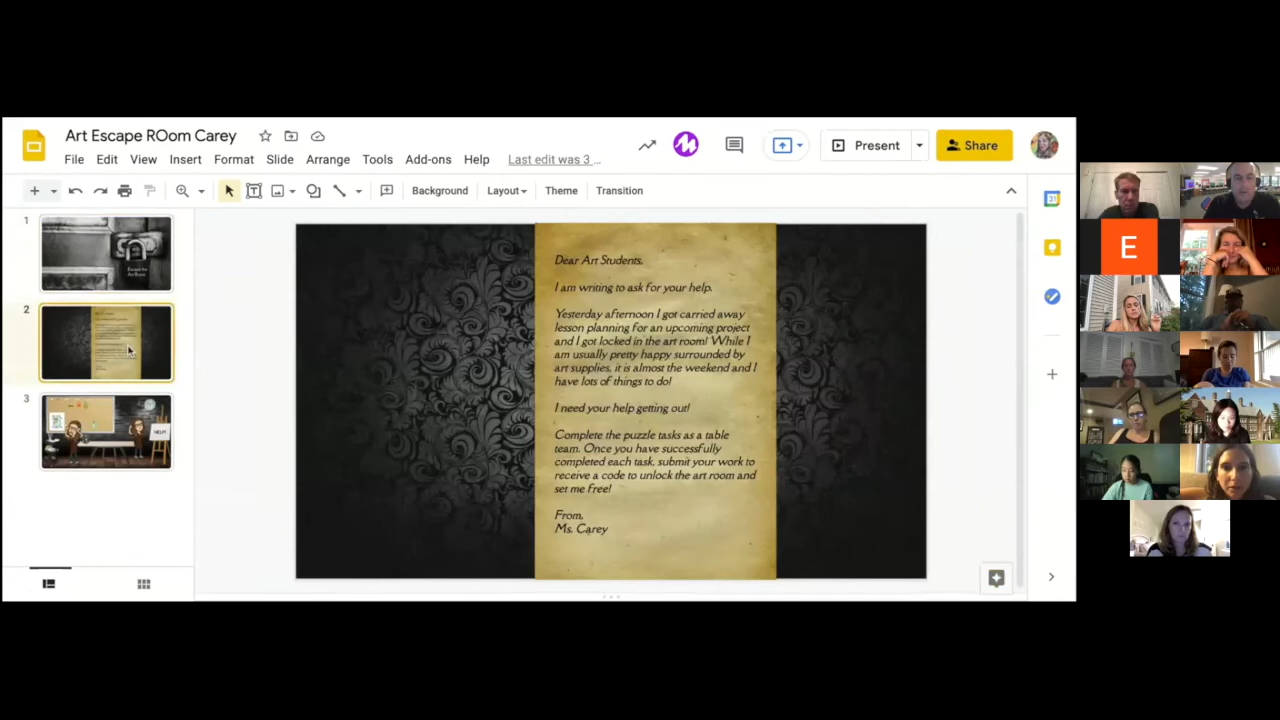 Art Escape ROom Carey
File Edit View Insert Format Slide Arrange Tools Add-ons Help Last edit was 3 ...
Present
Share
Background Layout Theme Transition
1
2
3
Dear Art Students,
I am writing to ask for your help.
Yesterday afternoon I got carried away
lesson planning for an upcoming project
and I got locked in the art room! While I
am usually pretty happy surrounded by
art supplies, it is almost the weekend and I
have lots of things to do!
I need your help getting out!
Complete the puzzle tasks as a table
team. Once you have successfully
completed each task, submit your work to
receive a code to unlock the art room and
set me free!
From,
Ms. Carey
Escape the
Art Room
HELP!
31
E